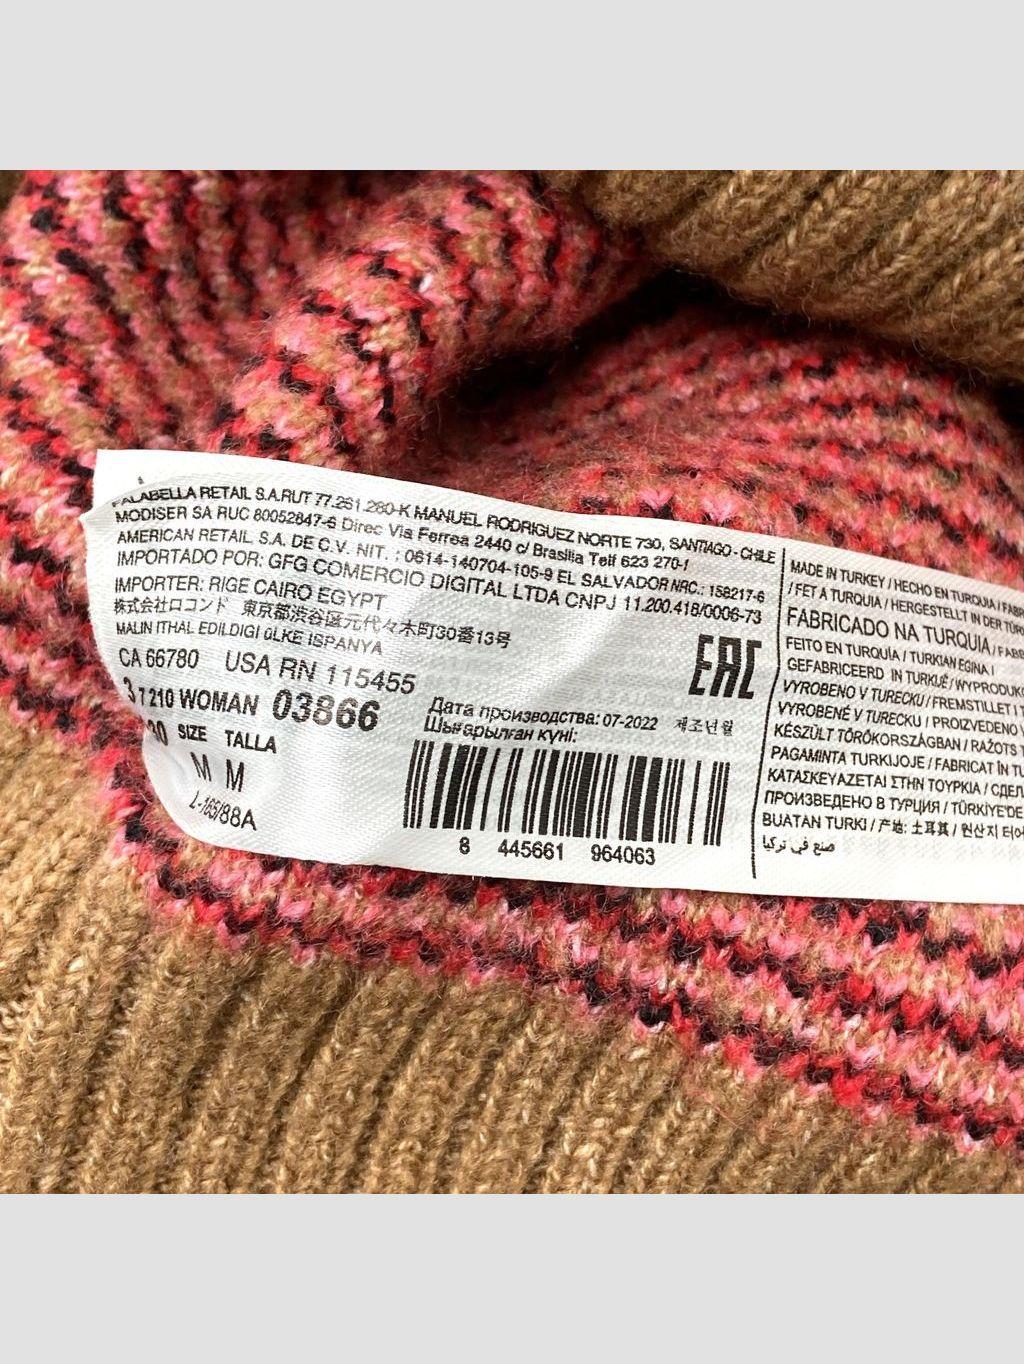 FALABELLA RETAIL S.A.RUT 77.261.280-K MANUEL RODRIGUEZ NORTE 730, SANTIAGO - CHILE
MODISER SA RUC 80052847-6 Direc Via Ferrea 2440 c/ Brasilia Telf 623 270-1
AMERICAN RETAIL S.A. DE C.V. NIT. : 0614-140704-105-9 EL SALVADOR NRC.: 158217-6
IMPORTADO POR: GFG COMERCIO DIGITAL LTDA CNPJ 11.200.418/0006-73
IMPORTER: RIGE CAIRO EGYPT
株式会社ロコンド 東京都渋谷区元代々木町30番13号
MALIN ITHAL EDILDIGI ülKE ISPANYA
CA 66780 USA RN 115455
EAC
3 7210 WOMAN 03866
Дата производства: 07-2022 제조년월
Шығарылған күні:
SIZE TALLA
M M
L-165/88A
8 445661 964063
MADE IN TURKEY / HECHO EN TURQUIA /
/ FET A TURQUIA / HERGESTELLT IN DER
FABRICADO NA TURQUIA /
FEITO EN TURQUÍA / TURKIAN EGINA /
GEFABRICEERD IN TURKIJE /
VYROBENO V TURECKU / FREMSTILLET I
VYROBENÉ V TURECKU / PROIZVEDENO V
KÉSZÜLT TÖRÖKORSZÁGBAN / RAŽOTS
PAGAMINTA TURKIJOJE / FABRICAT ÎN
ΚΑΤΑΣΚΕΥΑΖΕΤΑΙ ΣΤΗΝ ΤΟΥΡΚΙΑ /
ПРОИЗВЕДЕНО В ТУРЦИЯ / TÜRKIYE'DE
BUATAN TURKI / 产地: 土耳其 / 원산지
صنع في تركيا